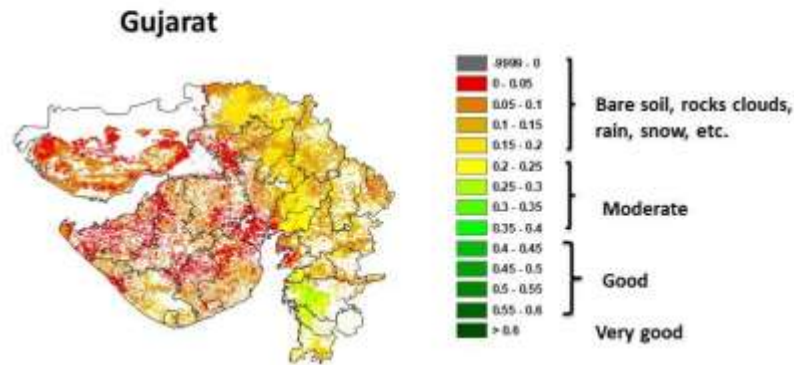 Gujarat
-9999 - 0
0 - 0.05
0.05 - 0.1
0.1 - 0.15
0.15 - 0.2
0.2 - 0.25
0.25 - 0.3
0.3 - 0.35
0.35 - 0.4
0.4 - 0.45
0.45 - 0.5
0.5 - 0.55
0.55 - 0.6
> 0.6
Bare soil, rocks clouds,
rain, snow, etc.
Moderate
Good
Very good